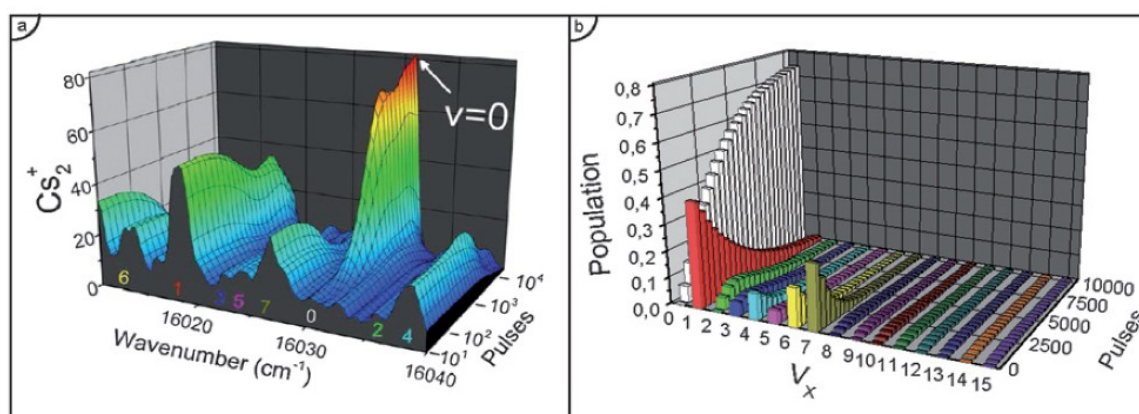 a
80
60
40
20
0
Cs₂⁺
v=0
6 1 3 5 7 0 2 4
16020
16030
16040
Wavenumber (cm⁻¹)
10⁴
10³
10²
10¹
Pulses
b
0,8
0,7
0,6
0,5
0,4
0,3
0,2
0,1
0,0
Population
0 1 2 3 4 5 6 7 8 9 10 11 12 13 14 15
Vₓ
10000
7500
5000
2500
0
Pulses